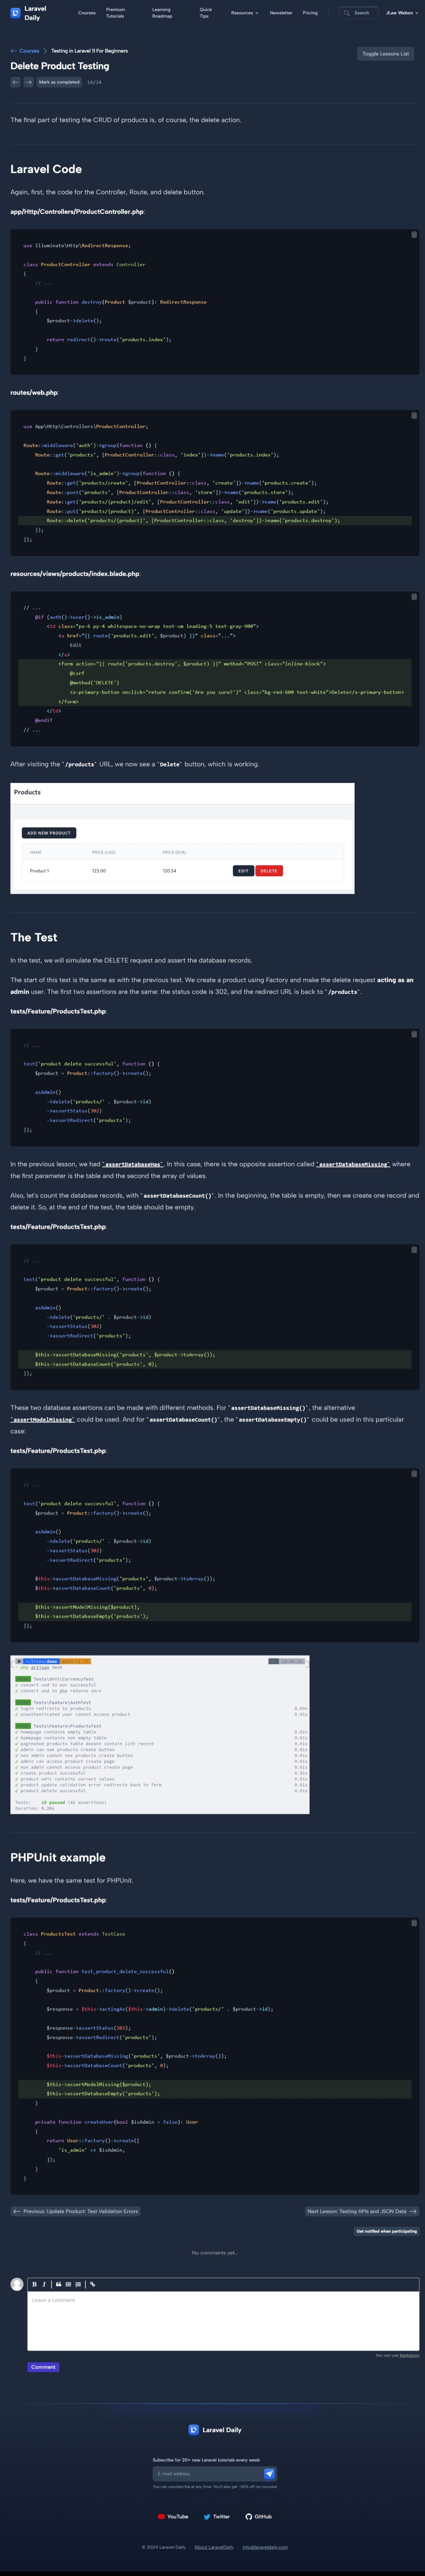 Laravel Daily
Courses
Premium Tutorials
Learning Roadmap
Quick Tips
Resources
Newsletter
Pricing
Search
JLaw Webon
← Courses > Testing in Laravel 11 For Beginners
Toggle Lessons List
Delete Product Testing
← → Mark as completed 14/24
The final part of testing the CRUD of products is, of course, the delete action.
Laravel Code
Again, first, the code for the Controller, Route, and delete button.
app/Http/Controllers/ProductController.php:
use Illuminate\Http\RedirectResponse;
class ProductController extends Controller
{
// ...
public function destroy(Product $product): RedirectResponse
{
$product->delete();
return redirect()->route('products.index');
}
}
routes/web.php:
use App\Http\Controllers\ProductController;
Route::middleware('auth')->group(function () {
Route::get('products', [ProductController::class, 'index'])->name('products.index');
Route::middleware('is_admin')->group(function () {
Route::get('products/create', [ProductController::class, 'create'])->name('products.create');
Route::post('products', [ProductController::class, 'store'])->name('products.store');
Route::get('products/{product}/edit', [ProductController::class, 'edit'])->name('products.edit');
Route::put('products/{product}', [ProductController::class, 'update'])->name('products.update');
Route::delete('products/{product}', [ProductController::class, 'destroy'])->name('products.destroy');
});
});
resources/views/products/index.blade.php:
// ...
@if (auth()->user()->is_admin)
<td class="px-6 py-4 whitespace-no-wrap text-sm leading-5 text-gray-900">
<a href="{{ route('products.edit', $product) }}" class="...">
Edit
</a>
<form action="{{ route('products.destroy', $product) }}" method="POST" class="inline-block">
@csrf
@method('DELETE')
<x-primary-button onclick="return confirm('Are you sure?')" class="bg-red-600 text-white">Delete</x-primary-button>
</form>
</td>
@endif
// ...
After visiting the `/products` URL, we now see a `Delete` button, which is working.
Products
ADD NEW PRODUCT
NAME PRICE (USD) PRICE (EUR)
Product 1 123.00 120.54 EDIT DELETE
The Test
In the test, we will simulate the DELETE request and assert the database records.
The start of this test is the same as with the previous test. We create a product using Factory and make the delete request acting as an
admin user. The first two assertions are the same: the status code is 302, and the redirect URL is back to `/products`.
tests/Feature/ProductsTest.php:
// ...
test('product delete successful', function () {
$product = Product::factory()->create();
asAdmin()
->delete('products/' . $product->id)
->assertStatus(302)
->assertRedirect('products');
});
In the previous lesson, we had `assertDatabaseHas`. In this case, there is the opposite assertion called `assertDatabaseMissing` where
the first parameter is the table and the second the array of values.
Also, let's count the database records, with `assertDatabaseCount()`. In the beginning, the table is empty, then we create one record and
delete it. So, at the end of the test, the table should be empty.
tests/Feature/ProductsTest.php:
// ...
test('product delete successful', function () {
$product = Product::factory()->create();
asAdmin()
->delete('products/' . $product->id)
->assertStatus(302)
->assertRedirect('products');
$this->assertDatabaseMissing('products', $product->toArray());
$this->assertDatabaseCount('products', 0);
});
These two database assertions can be made with different methods. For `assertDatabaseMissing()`, the alternative
`assertModelMissing` could be used. And for `assertDatabaseCount()`, the `assertDatabaseEmpty()` could be used in this particular
case:
tests/Feature/ProductsTest.php:
// ...
test('product delete successful', function () {
$product = Product::factory()->create();
asAdmin()
->delete('products/' . $product->id)
->assertStatus(302)
->assertRedirect('products');
$this->assertDatabaseMissing('products', $product->toArray());
$this->assertDatabaseCount('products', 0);
$this->assertModelMissing($product);
$this->assertDatabaseEmpty('products');
});
php artisan test
Tests\Unit\CurrencyTest
✓ convert usd to eur successful
✓ convert usd to gbp returns zero
Tests\Feature\AuthTest
✓ login redirects to products
✓ unauthenticated user cannot access product
Tests\Feature\ProductsTest
✓ homepage contains empty table
✓ homepage contains non empty table
✓ paginated products table doesnt contain 11th record
✓ admin can see products create button
✓ non admin cannot see products create button
✓ admin can access product create page
✓ non admin cannot access product create page
✓ create product successful
✓ product edit contains correct values
✓ product update validation error redirects back to form
✓ product delete successful
PHPUnit example
Here, we have the same test for PHPUnit.
tests/Feature/ProductsTest.php:
class ProductsTest extends TestCase
{
// ...
public function test_product_delete_successful()
{
$product = Product::factory()->create();
$response = $this->actingAs($this->admin)->delete('products/' . $product->id);
$response->assertStatus(302);
$response->assertRedirect('products');
$this->assertDatabaseMissing('products', $product->toArray());
$this->assertDatabaseCount('products', 0);
$this->assertModelMissing($product);
$this->assertDatabaseEmpty('products');
}
private function createUser(bool $isAdmin = false): User
{
return User::factory()->create([
'is_admin' => $isAdmin,
]);
}
}
← Previous: Update Product: Test Validation Errors
Next Lesson: Testing APIs and JSON Data →
Get notified when participating
No comments yet…
B I
Leave a comment
You can use Markdown
Comment
Laravel Daily
Subscribe for 20+ new Laravel tutorials every week
E-mail address
You can unsubscribe at any time. You'll also get -20% off my courses!
YouTube Twitter GitHub
© 2024 Laravel Daily About LaravelDaily info@laraveldaily.com